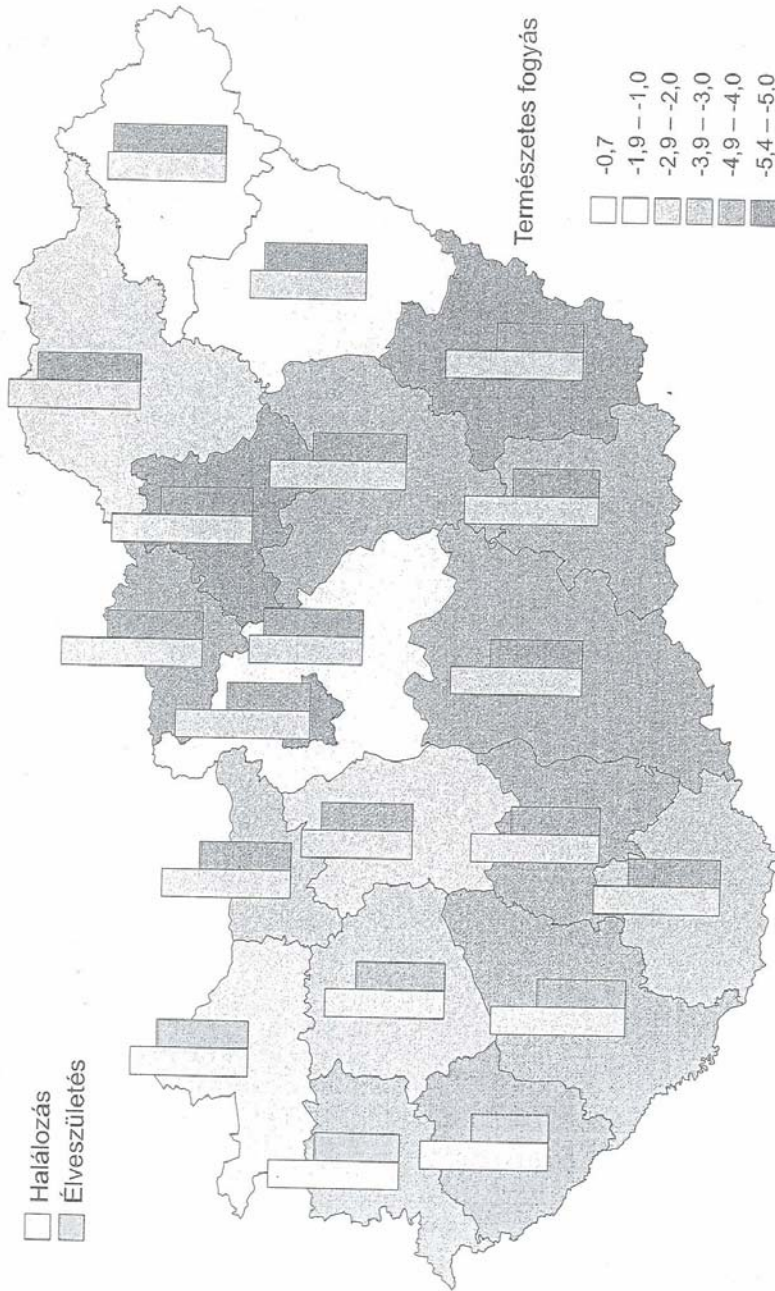 Halálozás
Élveszületés
Természetes fogyás
-0,7
-1,9 – -1,0
-2,9 – -2,0
-3,9 – -3,0
-4,9 – -4,0
-5,4 – -5,0